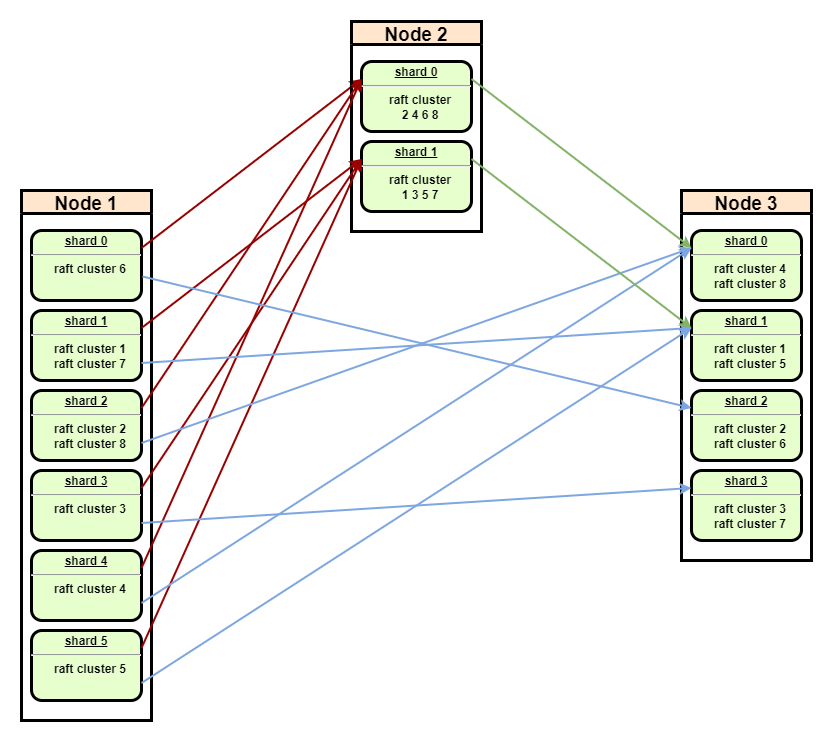 Node 2
shard 0
raft cluster
2 4 6 8
shard 1
raft cluster
1 3 5 7
Node 1
shard 0
raft cluster 6
shard 1
raft cluster 1
raft cluster 7
shard 2
raft cluster 2
raft cluster 8
shard 3
raft cluster 3
shard 4
raft cluster 4
shard 5
raft cluster 5
Node 3
shard 0
raft cluster 4
raft cluster 8
shard 1
raft cluster 1
raft cluster 5
shard 2
raft cluster 2
raft cluster 6
shard 3
raft cluster 3
raft cluster 7